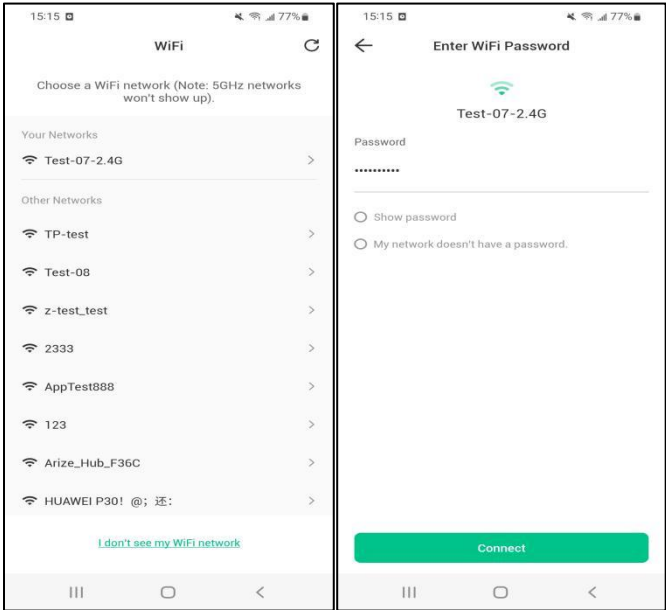 15:15
77%
WiFi
Choose a WiFi network (Note: 5GHz networks
won't show up).
Your Networks
Test-07-2.4G
Other Networks
TP-test
Test-08
z-test_test
2333
AppTest888
123
Arize_Hub_F36C
HUAWEI P30！@；还：
I don't see my WiFi network
15:15
77%
Enter WiFi Password
Test-07-2.4G
Password
••••••••••
Show password
My network doesn't have a password.
Connect